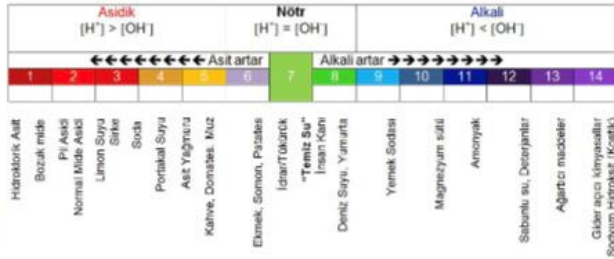 Asidik
[H⁺] > [OH⁻]
Nötr
[H⁺] = [OH⁻]
Alkali
[H⁺] < [OH⁻]
Asit artar
Alkali artar
1 2 3 4 5 6 7 8 9 10 11 12 13 14
Hidroklorik Asit
Bozuk mide
Pil Asidi
Normal Mide Asidi
Limon Suyu
Sirke
Soda
Portakal Suyu
Asit Yağmuru
Kahve, Domates, Muz
Ekmek, Somon, Patates
İdrar/Tükürük
"Temiz Su"
İnsan Kanı
Deniz Suyu, Yumurta
Yemek Sodası
Magnezyum sütü
Amonyak
Sabunlu su, Deterjanlar
Ağartıcı maddeler
Gider açıcı kimyasallar
Sodyum Hidroksit (Kostik)